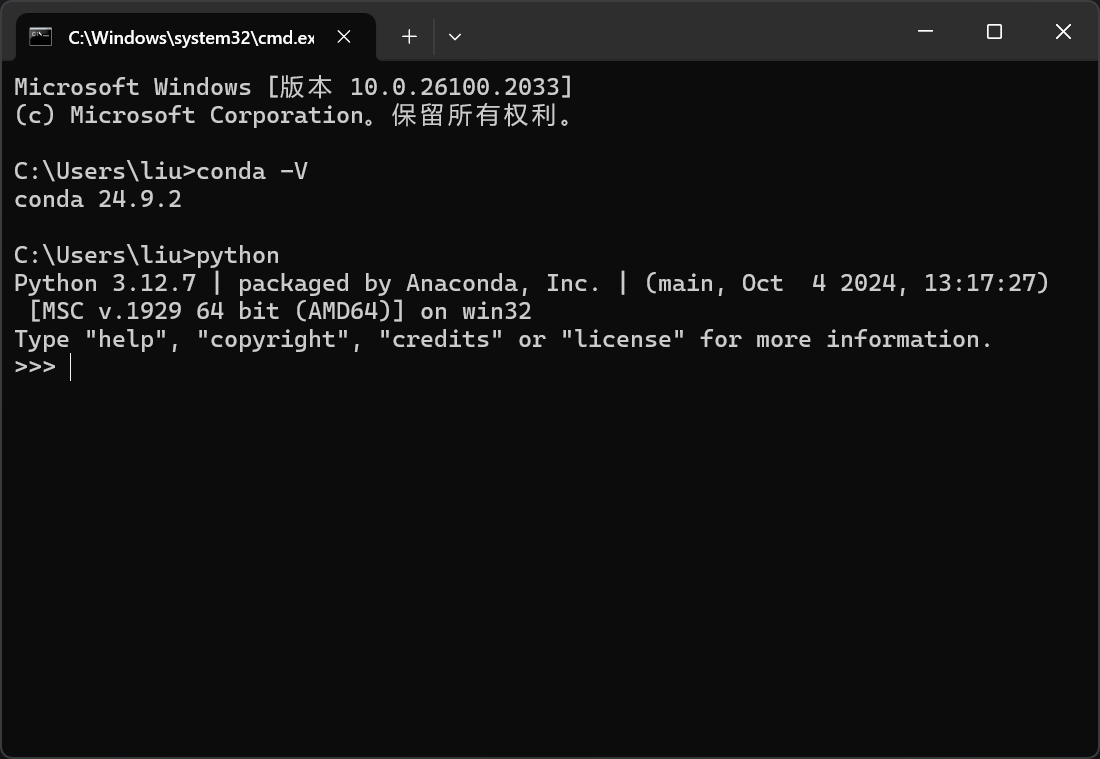 C:\Windows\system32\cmd.ex
Microsoft Windows [版本 10.0.26100.2033]
(c) Microsoft Corporation。保留所有权利。
C:\Users\liu>conda -V
conda 24.9.2
C:\Users\liu>python
Python 3.12.7 | packaged by Anaconda, Inc. | (main, Oct  4 2024, 13:17:27)
 [MSC v.1929 64 bit (AMD64)] on win32
Type "help", "copyright", "credits" or "license" for more information.
>>>